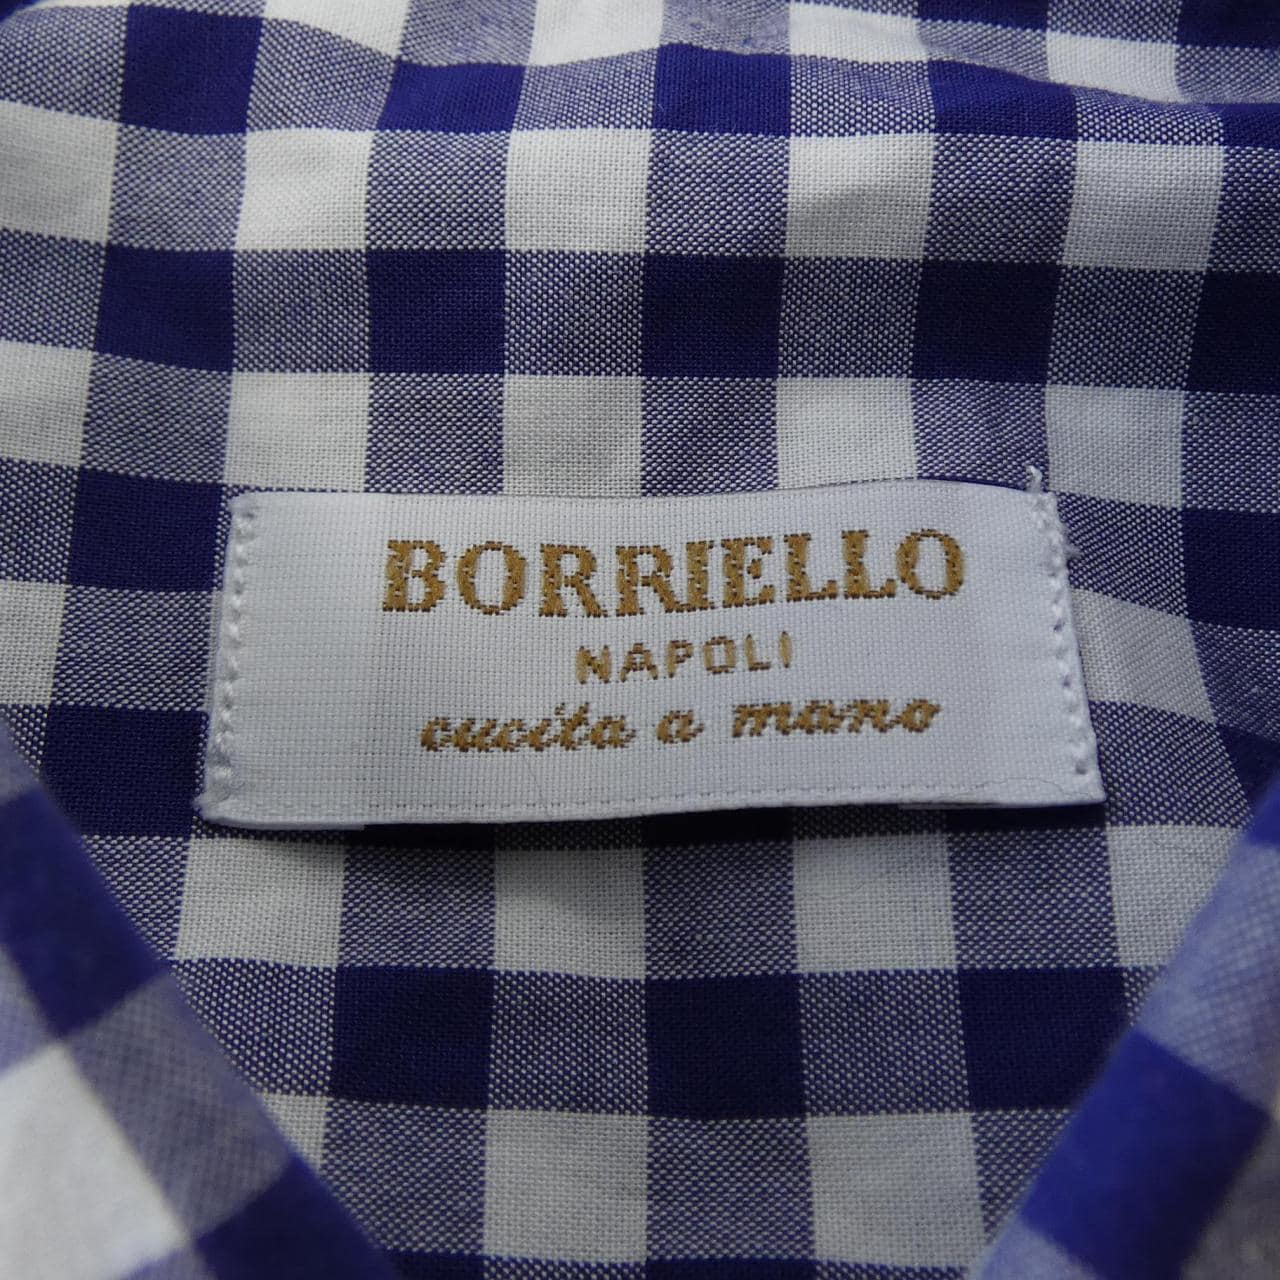 BORRIELLO
NAPOLI
cucita a mano